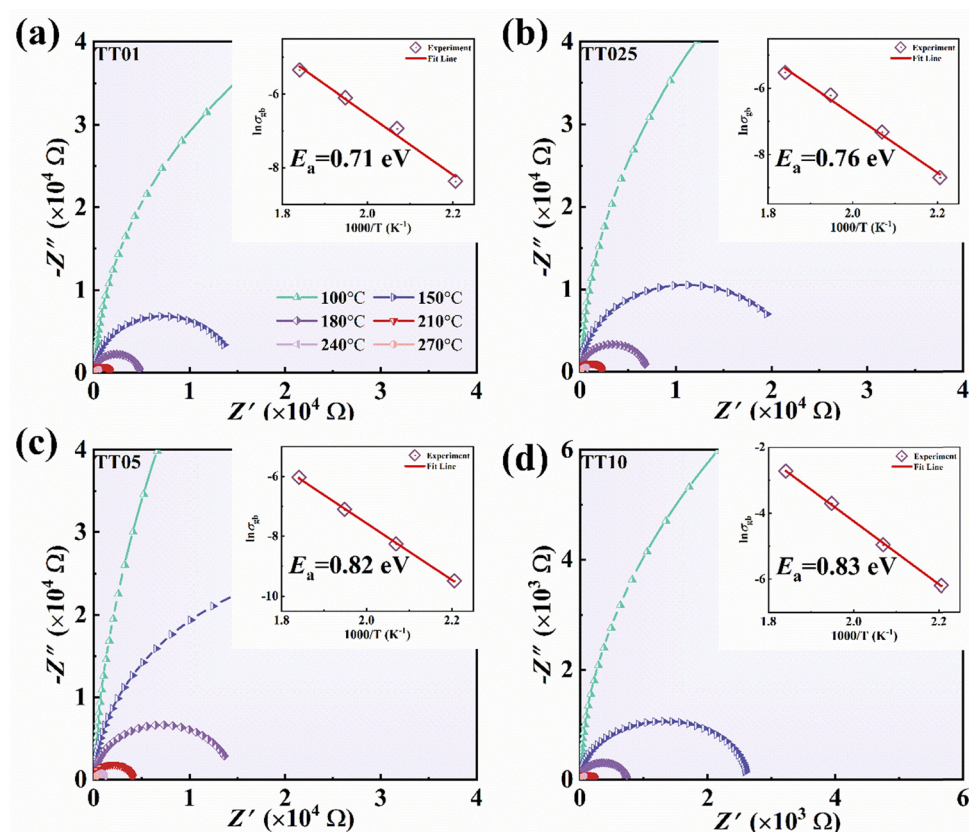 (a)
TT01
4
3
2
1
0
-Z″ (×10⁴ Ω)
0
1
2
3
4
Z′ (×10⁴ Ω)
100°C
150°C
180°C
210°C
240°C
270°C
Experiment
Fit Line
-6
-8
lnσgb
Ea=0.71 eV
1.8
2.0
2.2
1000/T (K⁻¹)
(b)
TT025
4
3
2
1
0
-Z″ (×10⁴ Ω)
0
1
2
3
4
Z′ (×10⁴ Ω)
Experiment
Fit Line
-6
-8
lnσgb
Ea=0.76 eV
1.8
2.0
2.2
1000/T (K⁻¹)
(c)
TT05
4
3
2
1
0
-Z″ (×10⁴ Ω)
0
1
2
3
4
Z′ (×10⁴ Ω)
Experiment
Fit Line
-6
-8
-10
lnσgb
Ea=0.82 eV
1.8
2.0
2.2
1000/T (K⁻¹)
(d)
TT10
6
4
2
0
-Z″ (×10³ Ω)
0
2
4
6
Z′ (×10³ Ω)
Experiment
Fit Line
-2
-4
-6
lnσgb
Ea=0.83 eV
1.8
2.0
2.2
1000/T (K⁻¹)